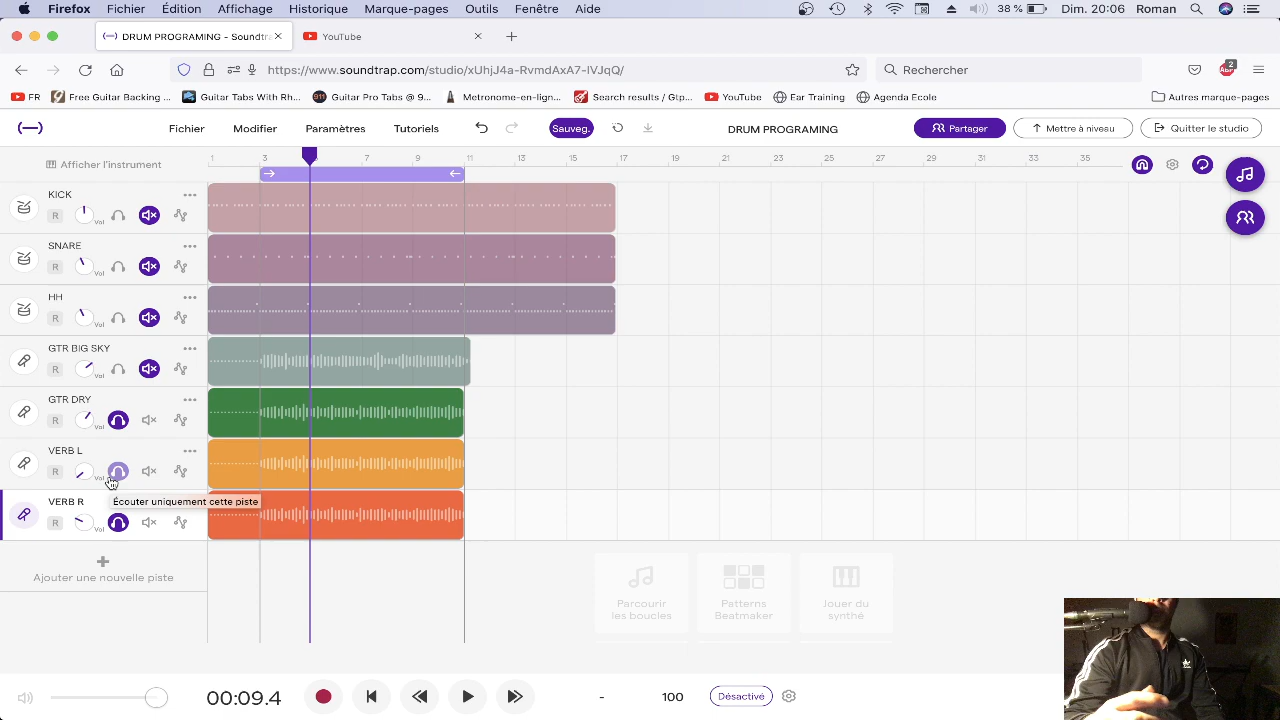 Firefox Fichier Édition Affichage Historique Marque-pages Outils Fenêtre Aide 38 % Dim. 20:06 Roman
DRUM PROGRAMING - Soundtra
YouTube
https://www.soundtrap.com/studio/xUhjJ4a-RvmdAxA7-lVJqQ/
Rechercher
2
FR
Free Guitar Backing...
Guitar Tabs With Rh...
Guitar Pro Tabs @ 9...
Metronome-en-lign...
Search results / Gtp...
YouTube
Ear Training
Agenda Ecole
Autres marque-pages
Fichier Modifier Paramètres Tutoriels Sauveg. DRUM PROGRAMING Partager Mettre à niveau Quitter le studio
Afficher l'instrument
1 3 7 9 11 13 15 17 19 21 23 25 27 29 31 33 35
KICK
R Vol
SNARE
R Vol
HH
R Vol
GTR BIG SKY
R Vol
GTR DRY
R Vol
VERB L
R Vol
Écouter uniquement cette piste
VERB R
R Vol
Ajouter une nouvelle piste
Parcourir
les boucles
Patterns
Beatmaker
Jouer du
synthé
00:09.4
-
100
Désactivé